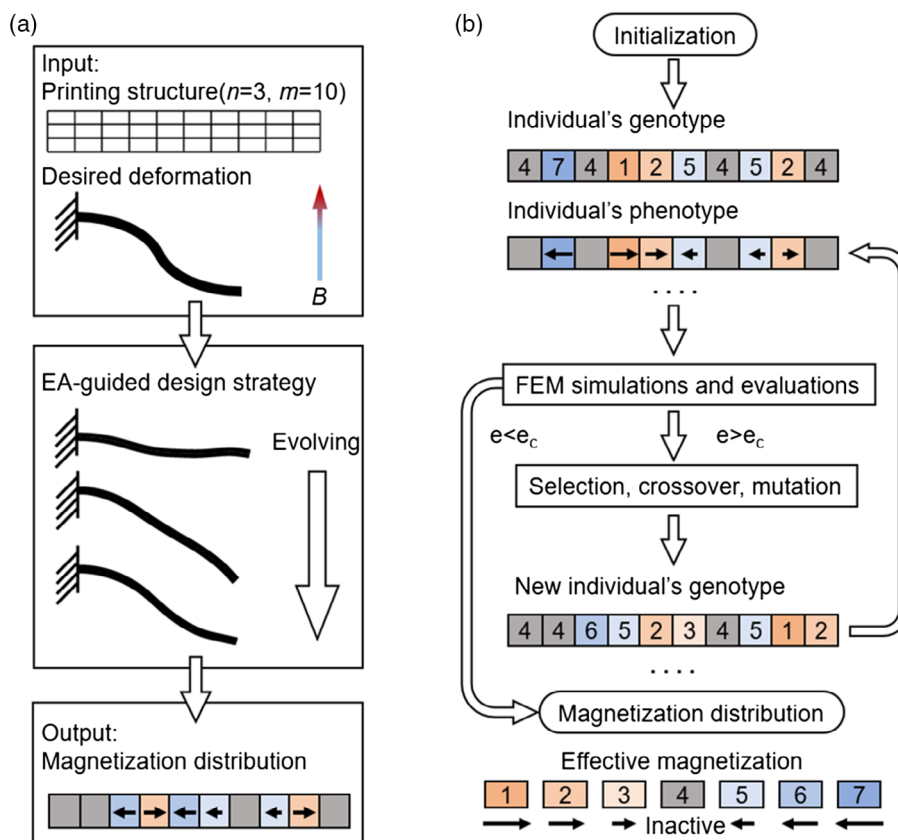 (a)
Input:
Printing structure(n=3, m=10)
Desired deformation
B
EA-guided design strategy
Evolving
Output:
Magnetization distribution
(b)
Initialization
Individual's genotype
4 7 4 1 2 5 4 5 2 4
Individual's phenotype
. . . .
FEM simulations and evaluations
e<e_c e>e_c
Selection, crossover, mutation
New individual's genotype
4 4 6 5 2 3 4 5 1 2
. . . .
Magnetization distribution
Effective magnetization
1 2 3 4 5 6 7
Inactive